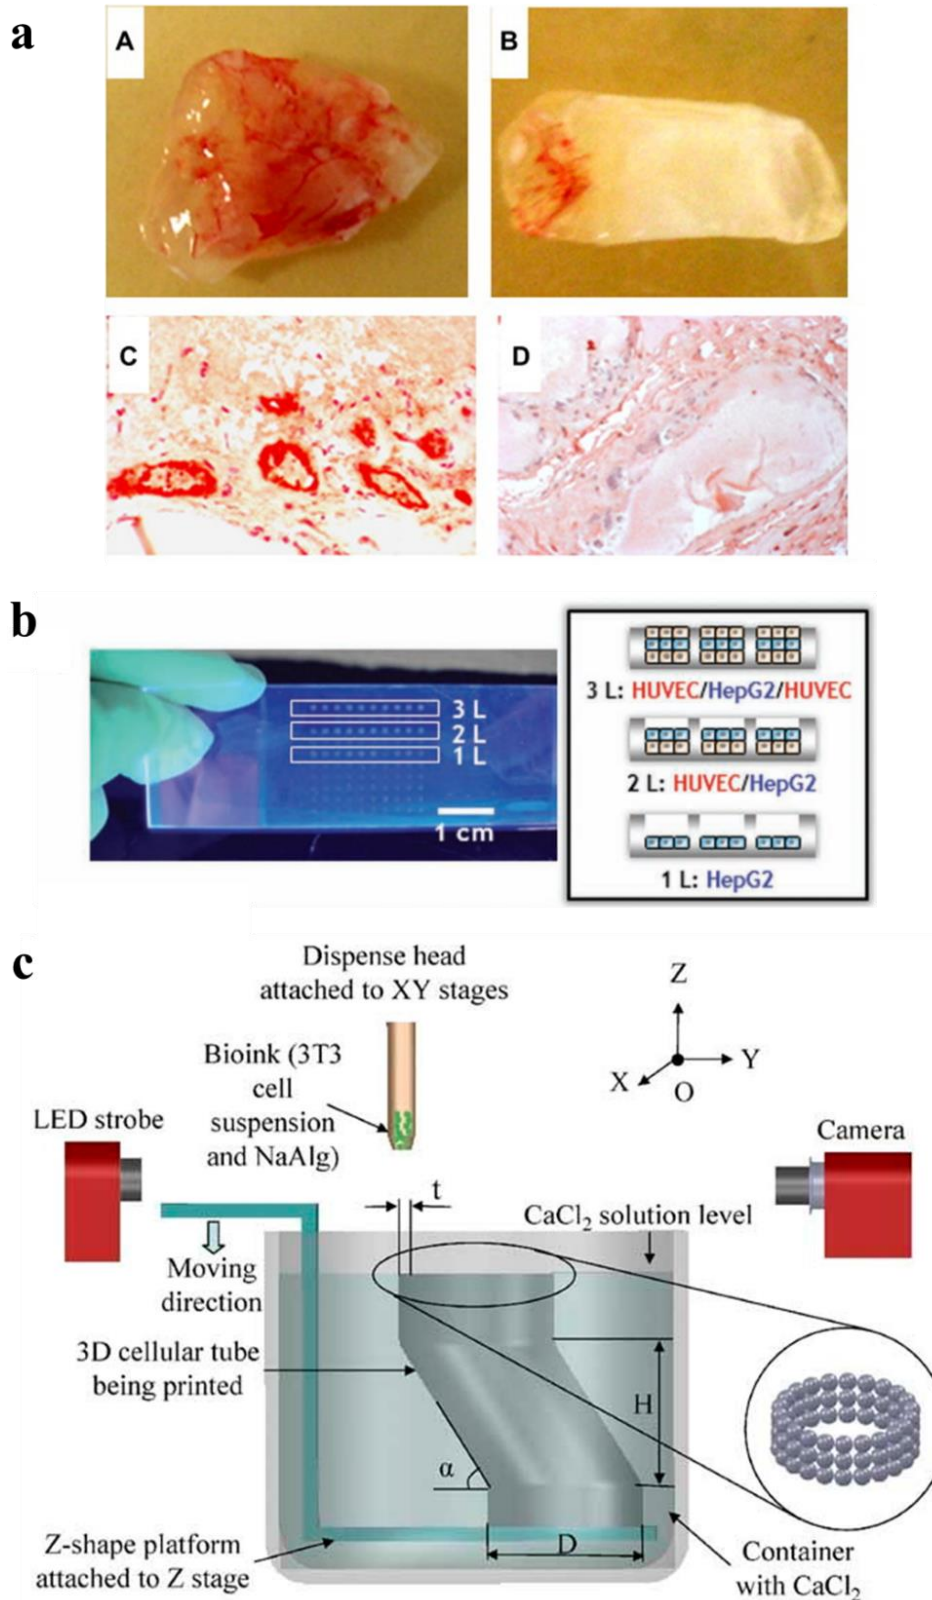 a
A
B
C
D
b
3 L
2 L
1 L
1 cm
3 L: HUVEC/HepG2/HUVEC
2 L: HUVEC/HepG2
1 L: HepG2
c
Dispense head
attached to XY stages
Z
Y
X
O
Bioink (3T3
cell
suspension
and NaAlg)
LED strobe
Camera
t
CaCl₂ solution level
Moving
direction
3D cellular tube
being printed
H
α
D
Z-shape platform
attached to Z stage
Container
with CaCl₂